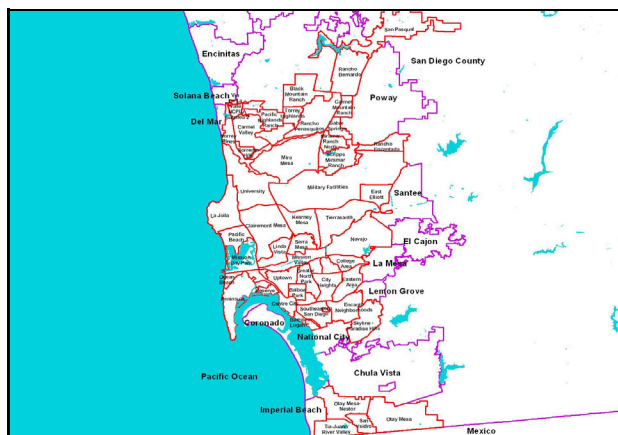 San Pasqual
Encinitas
San Diego County
Rancho
Bernardo
Black
Mountain
Ranch
Carmel
Mountain
Ranch
Poway
Solana Beach
Del Mar
Torrey
Highlands
Pacific
Highlands
Ranch
Rancho
Penasquitos
Sabre
Springs
Carmel
Valley
Torrey
Pines
Miramar
Ranch
North
Scripps
Miramar Ranch
Rancho
Encantada
Mira
Mesa
University
Military Facilities
East
Elliott
Santee
La Jolla
Clairemont Mesa
Kearney
Mesa
Tierrasanta
Pacific
Beach
Linda
Vista
Serra
Mesa
Navajo
El Cajon
Mission
Bay Park
Mission
Valley
College
Area
La Mesa
Ocean
Beach
Uptown
Greater
North
Park
City
Heights
Eastern
Area
Lemon Grove
Peninsula
Balboa
Park
Centre City
Southeastern
San Diego
Encanto
Neighborhoods
Coronado
Barrio
Logan
Skyline -
Paradise Hills
National City
Pacific Ocean
Chula Vista
Imperial Beach
Otay Mesa-
Nestor
Otay Mesa
San
Ysidro
Tia Juana
River Valley
Mexico